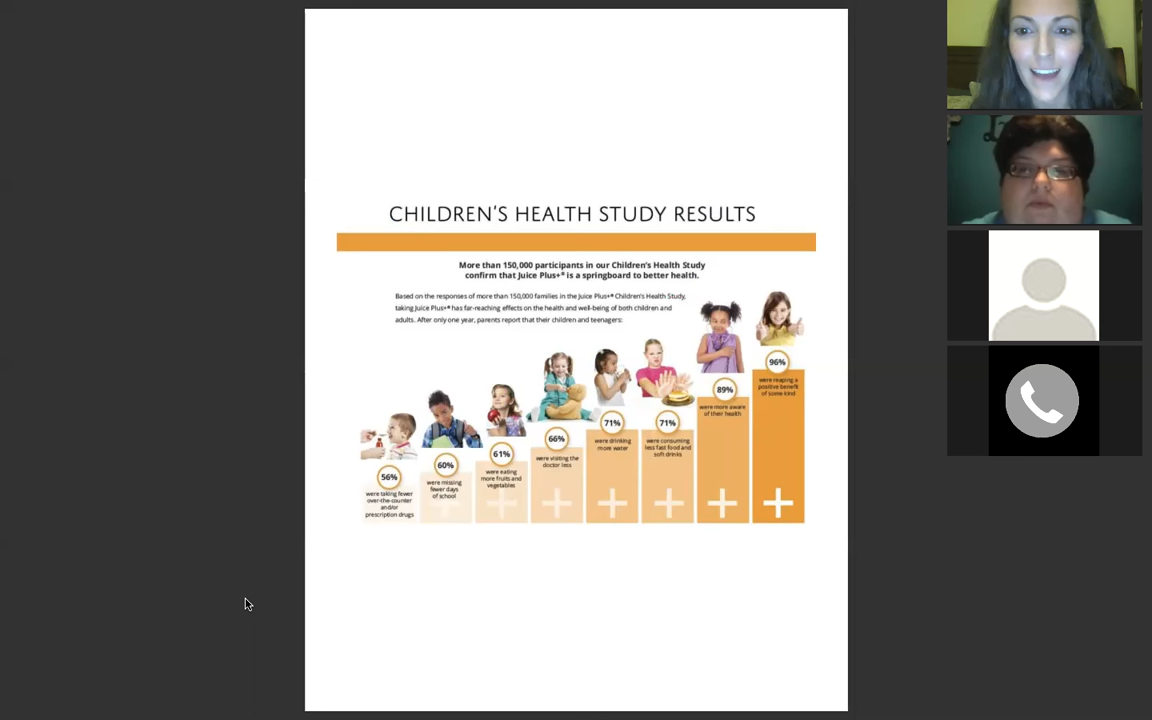 CHILDREN'S HEALTH STUDY RESULTS
More than 150,000 participants in our Children's Health Study
confirm that Juice Plus+® is a springboard to better health.
Based on the responses of more than 150,000 families in the Juice Plus+® Children's Health Study,
taking Juice Plus+® has far-reaching effects on the health and well-being of both children and
adults. After only one year, parents report that their children and teenagers:
56%
were taking fewer
over-the-counter
and/or
prescription drugs
60%
were missing
fewer days
of school
61%
were eating
more fruits and
vegetables
66%
were visiting the
doctor less
71%
were drinking
more water
71%
were consuming
less fast food and
soft drinks
89%
were more aware
of their health
96%
were reaping a
positive benefit
of some kind